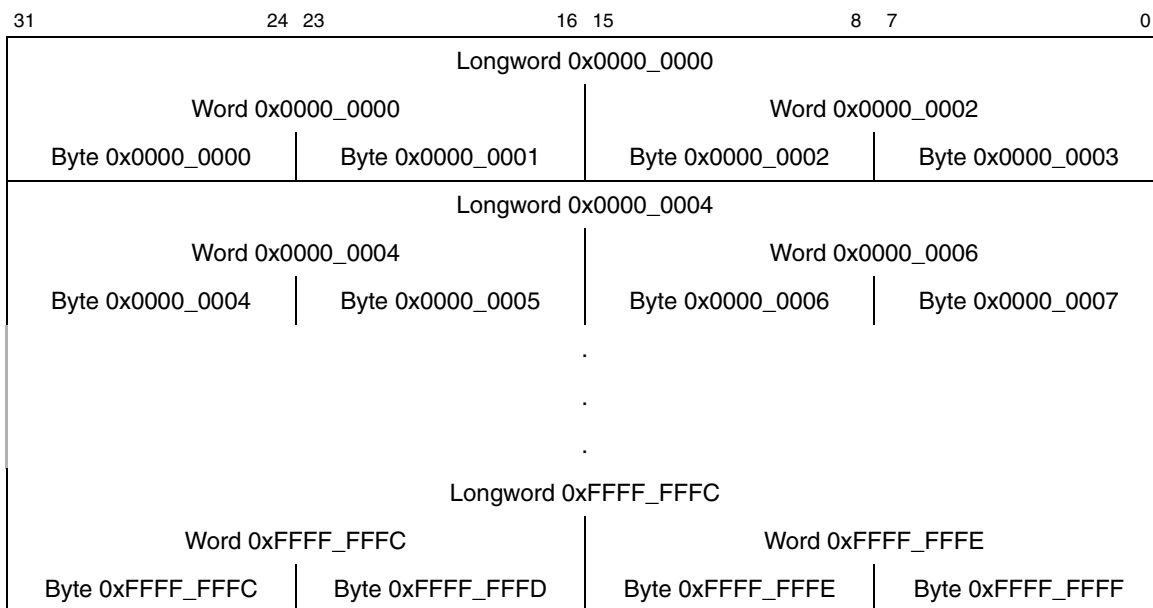 31 24 23 16 15 8 7 0
Longword 0x0000_0000
Word 0x0000_0000 Word 0x0000_0002
Byte 0x0000_0000 Byte 0x0000_0001 Byte 0x0000_0002 Byte 0x0000_0003
Longword 0x0000_0004
Word 0x0000_0004 Word 0x0000_0006
Byte 0x0000_0004 Byte 0x0000_0005 Byte 0x0000_0006 Byte 0x0000_0007
.
.
.
Longword 0xFFFF_FFFC
Word 0xFFFF_FFFC Word 0xFFFF_FFFE
Byte 0xFFFF_FFFC Byte 0xFFFF_FFFD Byte 0xFFFF_FFFE Byte 0xFFFF_FFFF